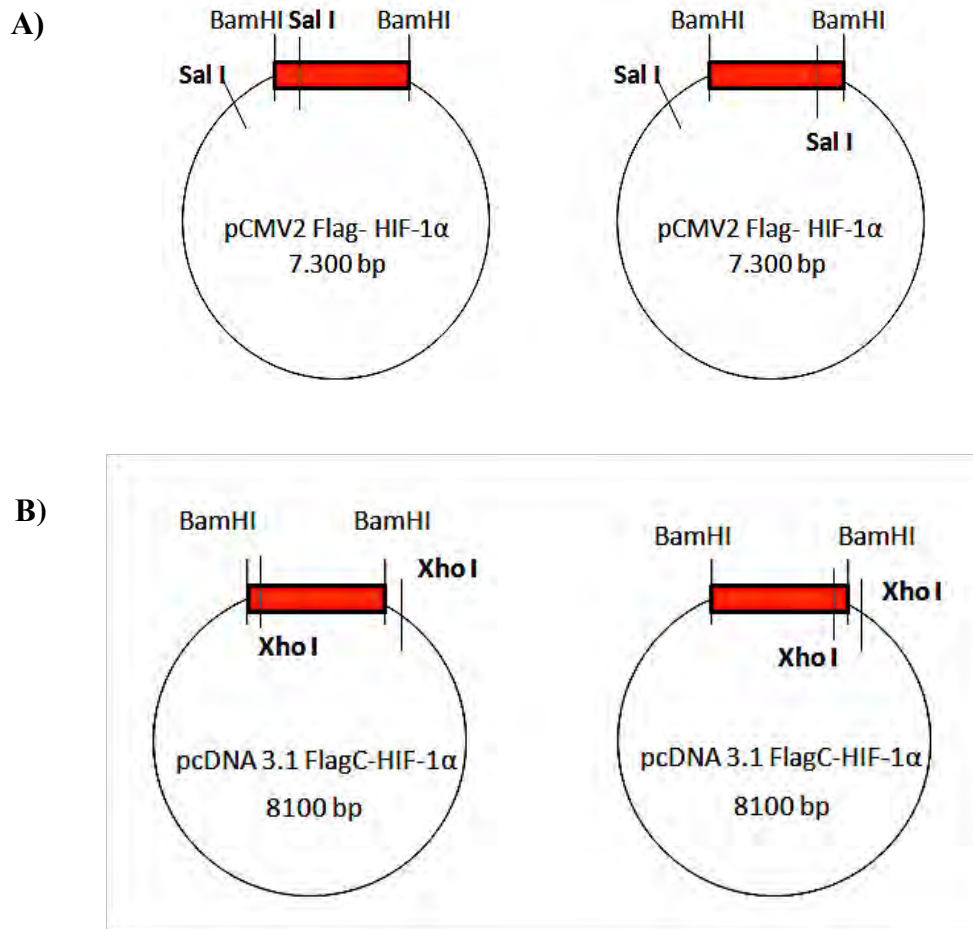 A)
BamHI Sal I BamHI
Sal I
pCMV2 Flag- HIF-1α
7.300 bp
BamHI BamHI
Sal I
Sal I
pCMV2 Flag- HIF-1α
7.300 bp
B)
BamHI BamHI
Xho I
Xho I
pcDNA 3.1 FlagC-HIF-1α
8100 bp
BamHI BamHI
Xho I
Xho I
pcDNA 3.1 FlagC-HIF-1α
8100 bp